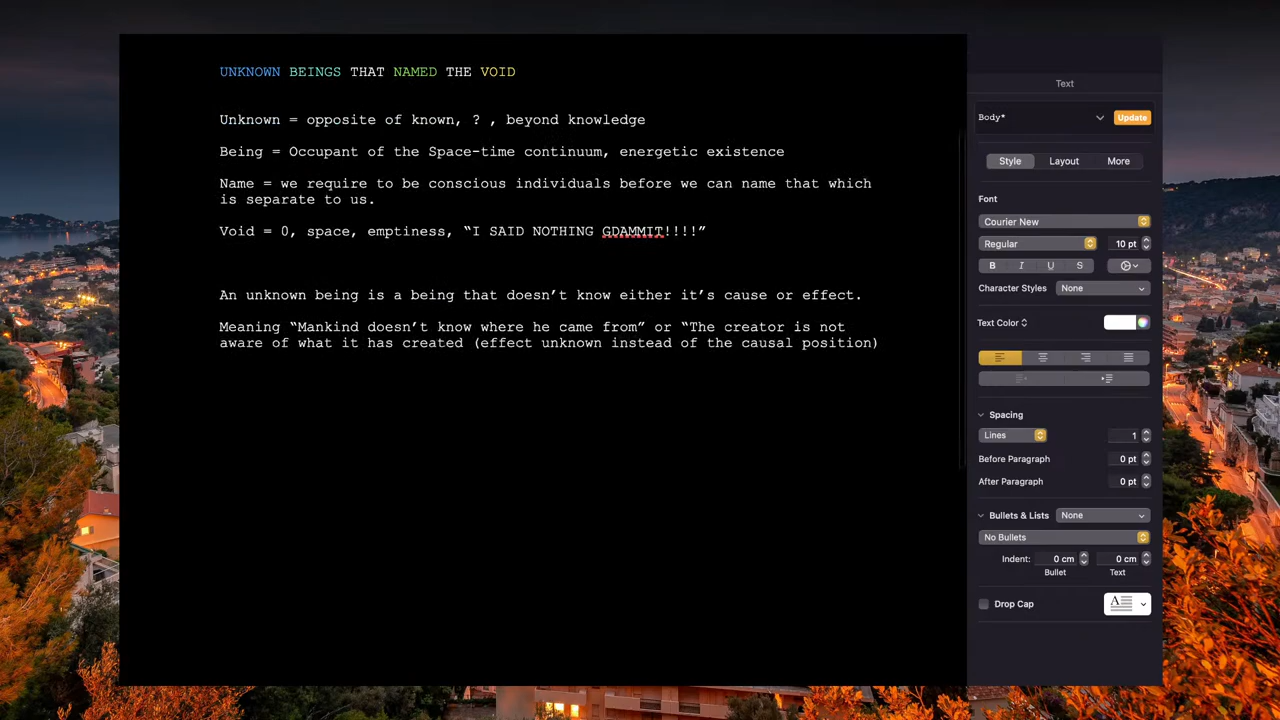 UNKNOWN BEINGS THAT NAMED THE VOID
Unknown = opposite of known, ? , beyond knowledge
Being = Occupant of the Space-time continuum, energetic existence
Name = we require to be conscious individuals before we can name that which
is separate to us.
Void = 0, space, emptiness, “I SAID NOTHING GDAMMIT!!!!”
An unknown being is a being that doesn’t know either it’s cause or effect.
Meaning “Mankind doesn’t know where he came from” or “The creator is not
aware of what it has created (effect unknown instead of the causal position)
Text
Body*
Update
Style Layout More
Font
Courier New
Regular 10 pt
B I U S
Character Styles None
Text Color
Spacing
Lines 1
Before Paragraph 0 pt
After Paragraph 0 pt
Bullets & Lists None
No Bullets
Indent: 0 cm 0 cm
Bullet Text
Drop Cap A